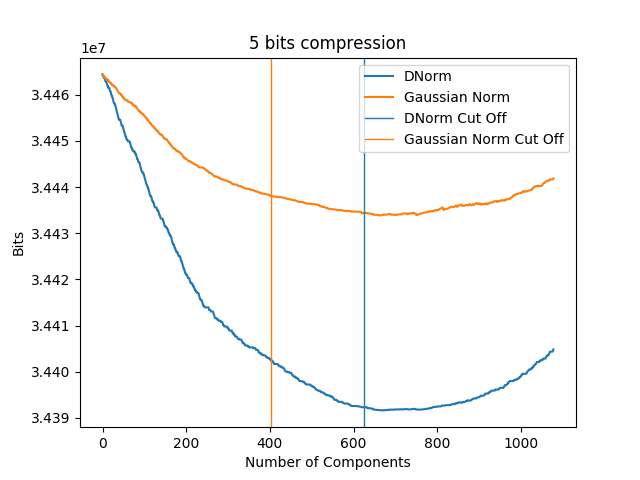 5 bits compression
1e7
DNorm
Gaussian Norm
DNorm Cut Off
Gaussian Norm Cut Off
3.446
3.445
3.444
3.443
3.442
3.441
3.440
3.439
Bits
0 200 400 600 800 1000
Number of Components